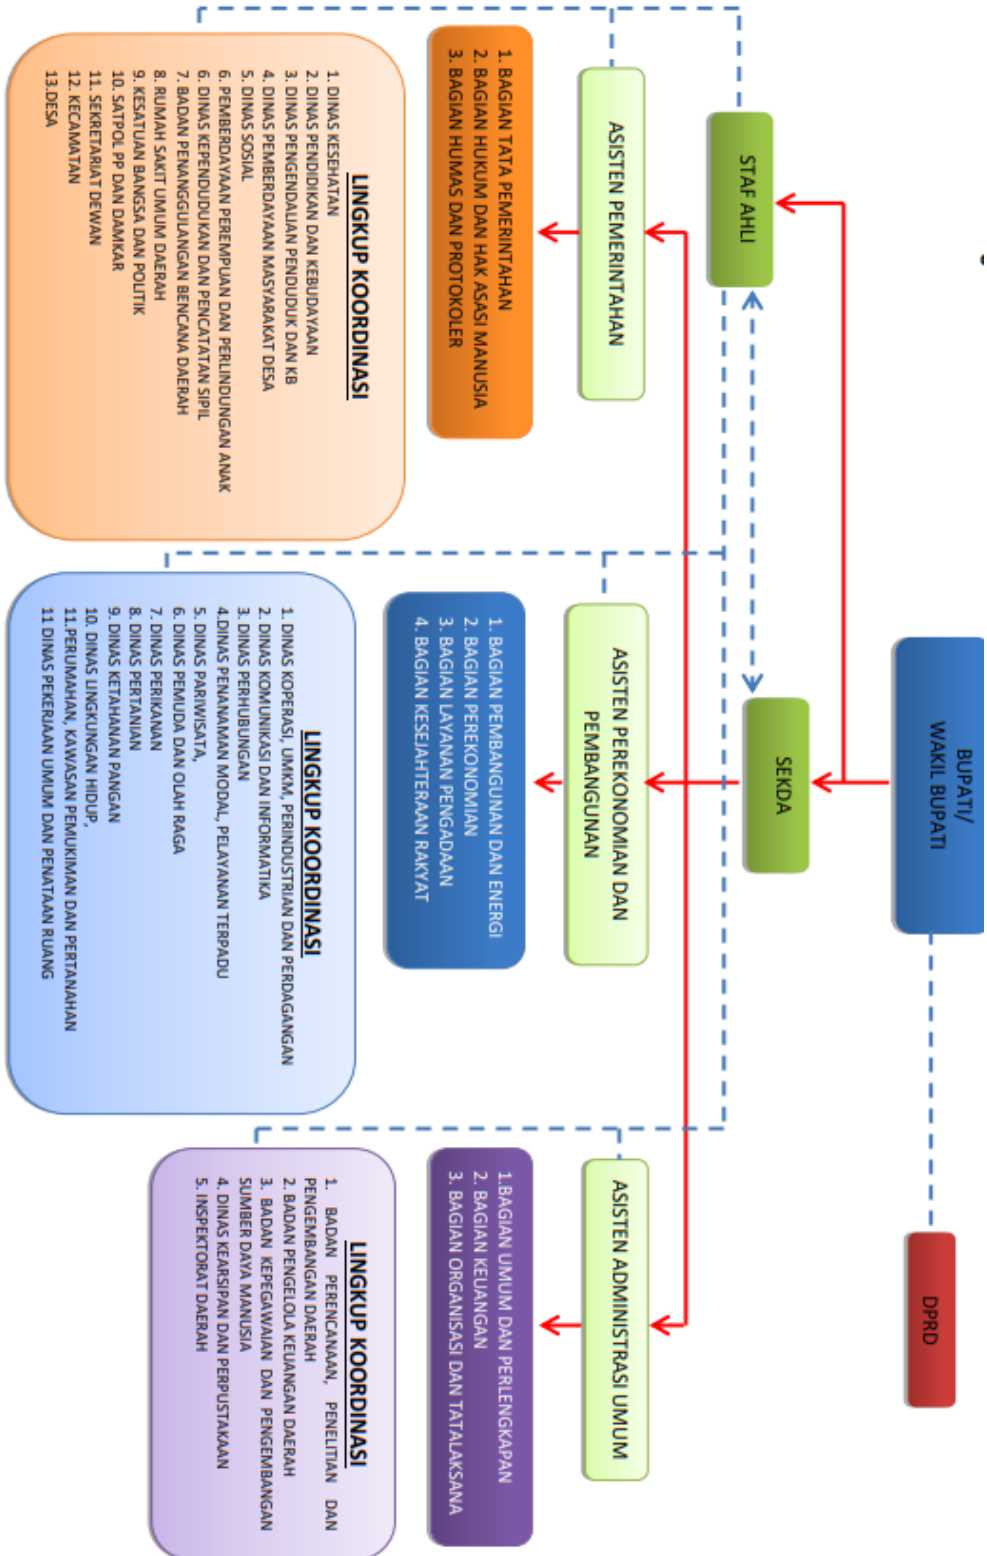 BUPATI/
WAKIL BUPATI
DPRD
STAF AHLI
SEKDA
ASISTEN PEMERINTAHAN
ASISTEN PEREKONOMIAN DAN
PEMBANGUNAN
ASISTEN ADMINISTRASI UMUM
1. BAGIAN TATA PEMERINTAHAN
2. BAGIAN HUKUM DAN HAK ASASI MANUSIA
3. BAGIAN HUMAS DAN PROTOKOLER
1. BAGIAN PEMBANGUNAN DAN ENERGI
2. BAGIAN PEREKONOMIAN
3. BAGIAN LAYANAN PENGADAAN
4. BAGIAN KESEJAHTERAAN RAKYAT
1.BAGIAN UMUM DAN PERLENGKAPAN
2. BAGIAN KEUANGAN
3. BAGIAN ORGANISASI DAN TATALAKSANA
LINGKUP KOORDINASI
1. DINAS KESEHATAN
2. DINAS PENDIDIKAN DAN KEBUDAYAAN
3. DINAS PENGENDALIAN PENDUDUK DAN KB
4. DINAS PEMBERDAYAAN MASYARAKAT DESA
5. DINAS SOSIAL
6. PEMBERDAYAAN PEREMPUAN DAN PERLINDUNGAN ANAK
6. DINAS KEPENDUDUKAN DAN PENCATATAN SIPIL
7. BADAN PENANGGULANGAN BENCANA DAERAH
8. RUMAH SAKIT UMUM DAERAH
9. KESATUAN BANGSA DAN POLITIK
10. SATPOL PP DAN DAMKAR
11. SEKRETARIAT DEWAN
12. KECAMATAN
13.DESA
LINGKUP KOORDINASI
1. DINAS KOPERASI, UMKM, PERINDUSTRIAN DAN PERDAGANGAN
2. DINAS KOMUNIKASI DAN INFORMATIKA
3. DINAS PERHUBUNGAN
4.DINAS PENANAMAN MODAL, PELAYANAN TERPADU
5. DINAS PARIWISATA,
6. DINAS PEMUDA DAN OLAH RAGA
7. DINAS PERIKANAN
8. DINAS PERTANIAN
9. DINAS KETAHANAN PANGAN
10. DINAS LINGKUNGAN HIDUP,
11.PERUMAHAN, KAWASAN PEMUKIMAN DAN PERTANAHAN
11 DINAS PEKERJAAN UMUM DAN PENATAAN RUANG
LINGKUP KOORDINASI
1. BADAN PERENCANAAN, PENELITIAN DAN
PENGEMBANGAN DAERAH
2. BADAN PENGELOLA KEUANGAN DAERAH
3. BADAN KEPEGAWAIAN DAN PENGEMBANGAN
SUMBER DAYA MANUSIA
4. DINAS KEARSIPAN DAN PERPUSTAKAAN
5. INSPEKTORAT DAERAH